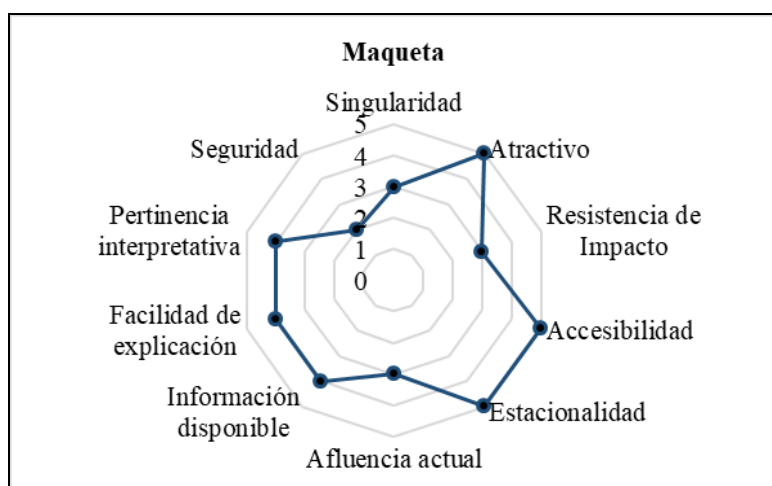 Maqueta
Singularidad
5
4
3
2
1
0
Atractivo
Resistencia de
Impacto
Accesibilidad
Estacionalidad
Afluencia actual
Información
disponible
Facilidad de
explicación
Pertinencia
interpretativa
Seguridad